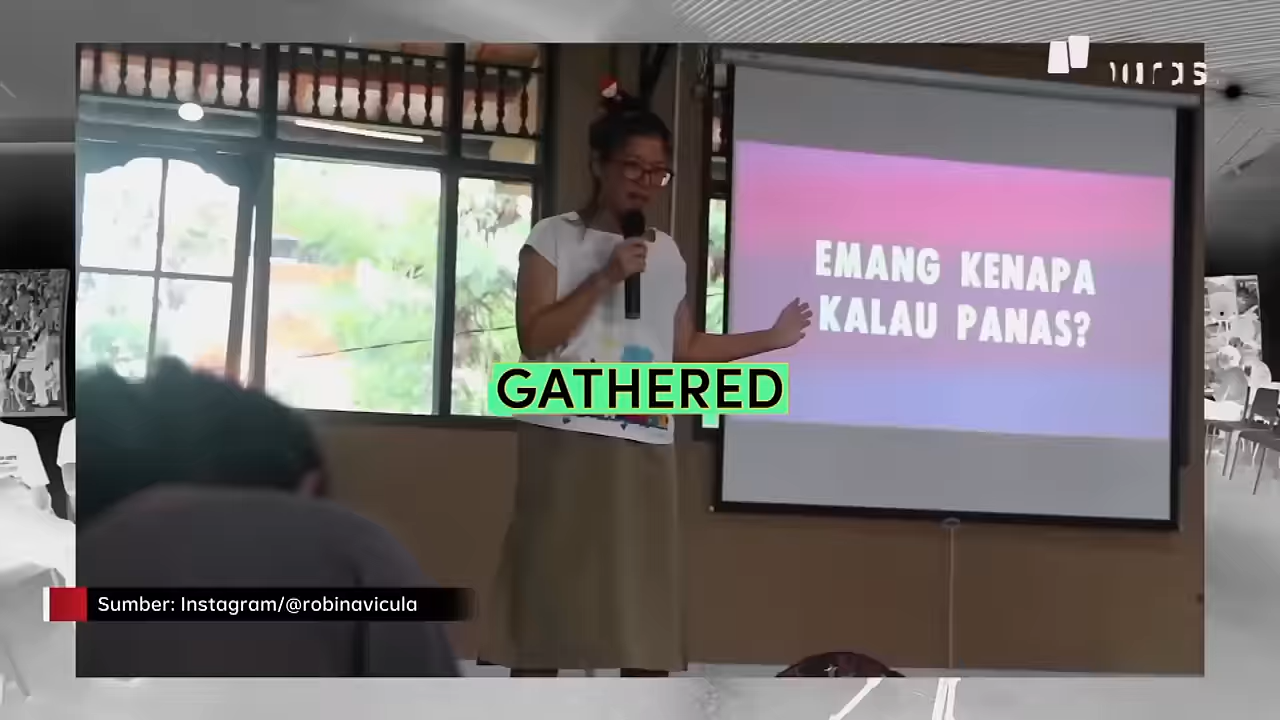 EMANG KENAPA
KALAU PANAS?
GATHERED
Sumber: Instagram/@robinavicula